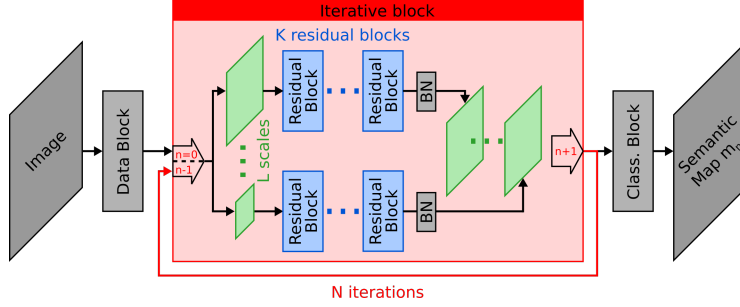 Iterative block
K residual blocks
Image
Data Block
n=0
n-1
L scales
Residual
Block
Residual
Block
BN
Residual
Block
Residual
Block
BN
n+1
Class. Block
Semantic
Map m
N iterations